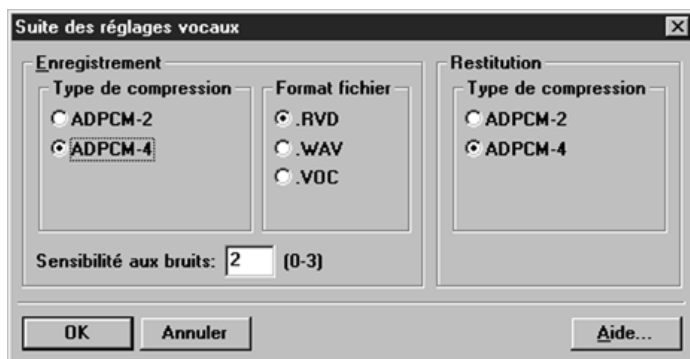 Suite des réglages vocaux
Enregistrement
Type de compression
ADPCM-2
ADPCM-4
Format fichier
.RVD
.WAV
.VOC
Sensibilité aux bruits: 2 (0-3)
Restitution
Type de compression
ADPCM-2
ADPCM-4
OK
Annuler
Aide...